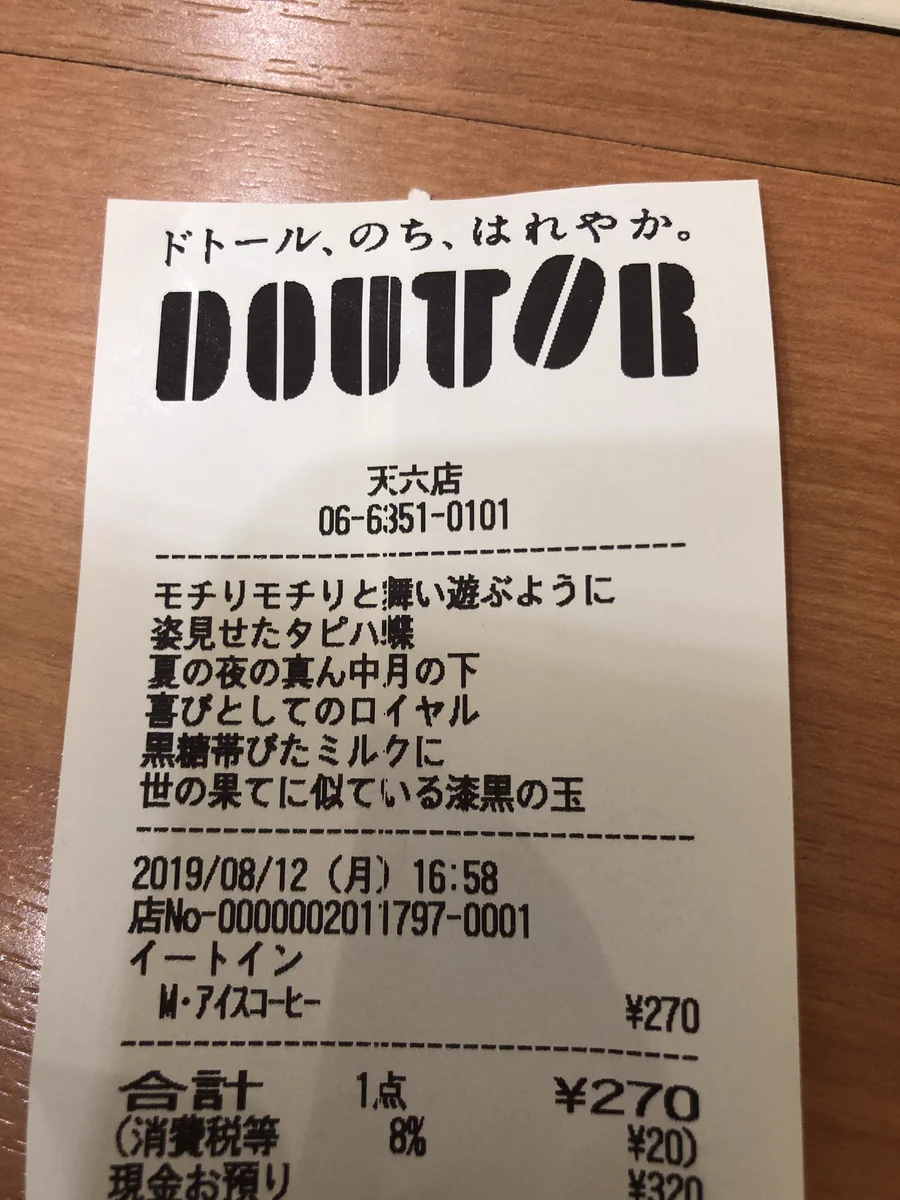 ドトール、のち、はれやか。
DOUTOR
天六店
06-6351-0101
モチリモチリと舞い遊ぶように
姿見せたタピハ蝶
夏の夜の真ん中月の下
喜びとしてのロイヤル
黒糖帯びたミルクに
世の果てに似ている漆黒の玉
2019/08/12 (月) 16:58
店No-0000002011797-0001
イートイン
M・アイスコーヒー ¥270
合計 1点 ¥270
(消費税等 8% ¥20)
現金お預り ¥320